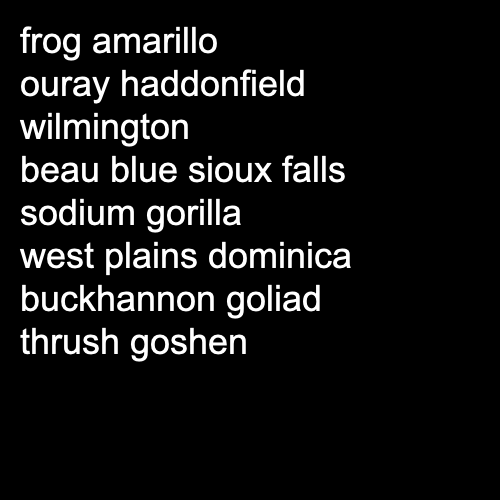 frog amarillo
ouray haddonfield
wilmington
beau blue sioux falls
sodium gorilla
west plains dominica
buckhannon goliad
thrush goshen